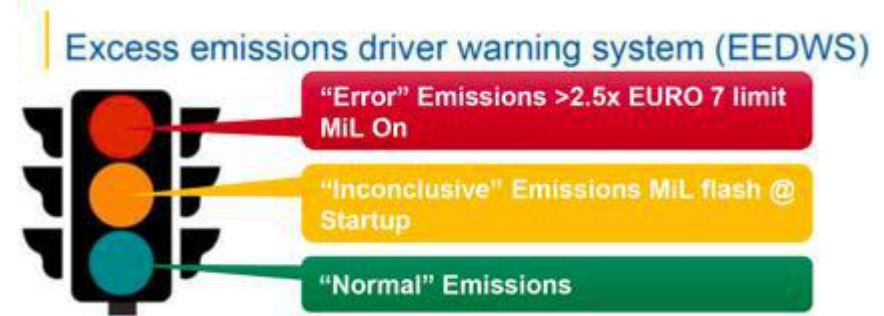 Excess emissions driver warning system (EEDWS)
“Error” Emissions >2.5x EURO 7 limit
MiL On
“Inconclusive” Emissions MiL flash @
Startup
“Normal” Emissions